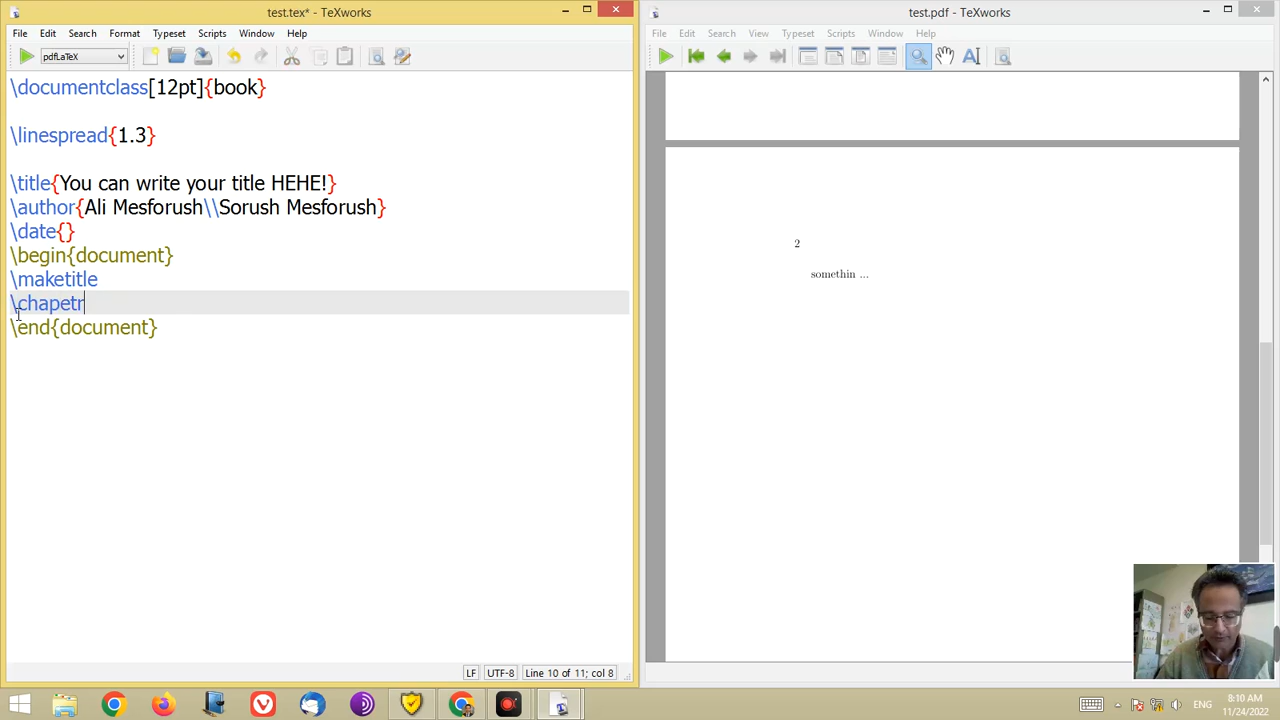 test.tex* - TeXworks
File Edit Search Format Typeset Scripts Window Help
pdfLaTeX
\documentclass[12pt]{book}
\linespread{1.3}
\title{You can write your title HEHE!}
\author{Ali Mesforush\\Sorush Mesforush}
\date{}
\begin{document}
\maketitle
\chapetr
\end{document}
LF UTF-8 Line 10 of 11; col 8
test.pdf - TeXworks
File Edit Search View Typeset Scripts Window Help
2
somethin ...
ENG
8:10 AM
11/24/2022